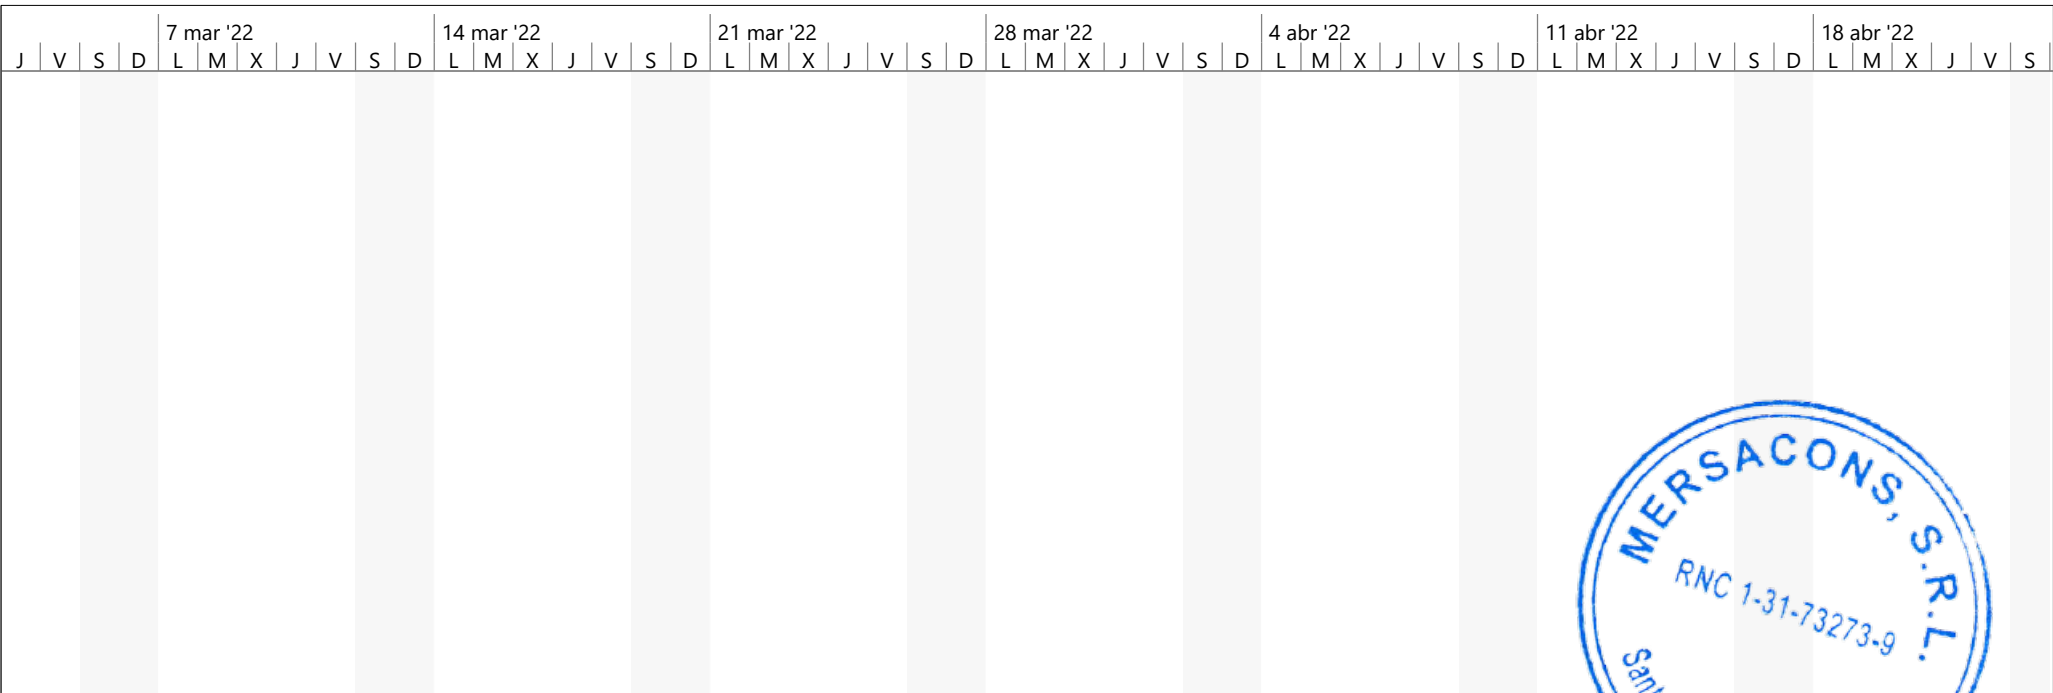 7 mar '22 14 mar '22 21 mar '22 28 mar '22 4 abr '22 11 abr '22 18 abr '22
J V S D L M X J V S D L M X J V S D L M X J V S D L M X J V S D L M X J V S D L M X J V S D L M X J V S
MERSACONS, S.R.L.
RNC 1-31-73273-9